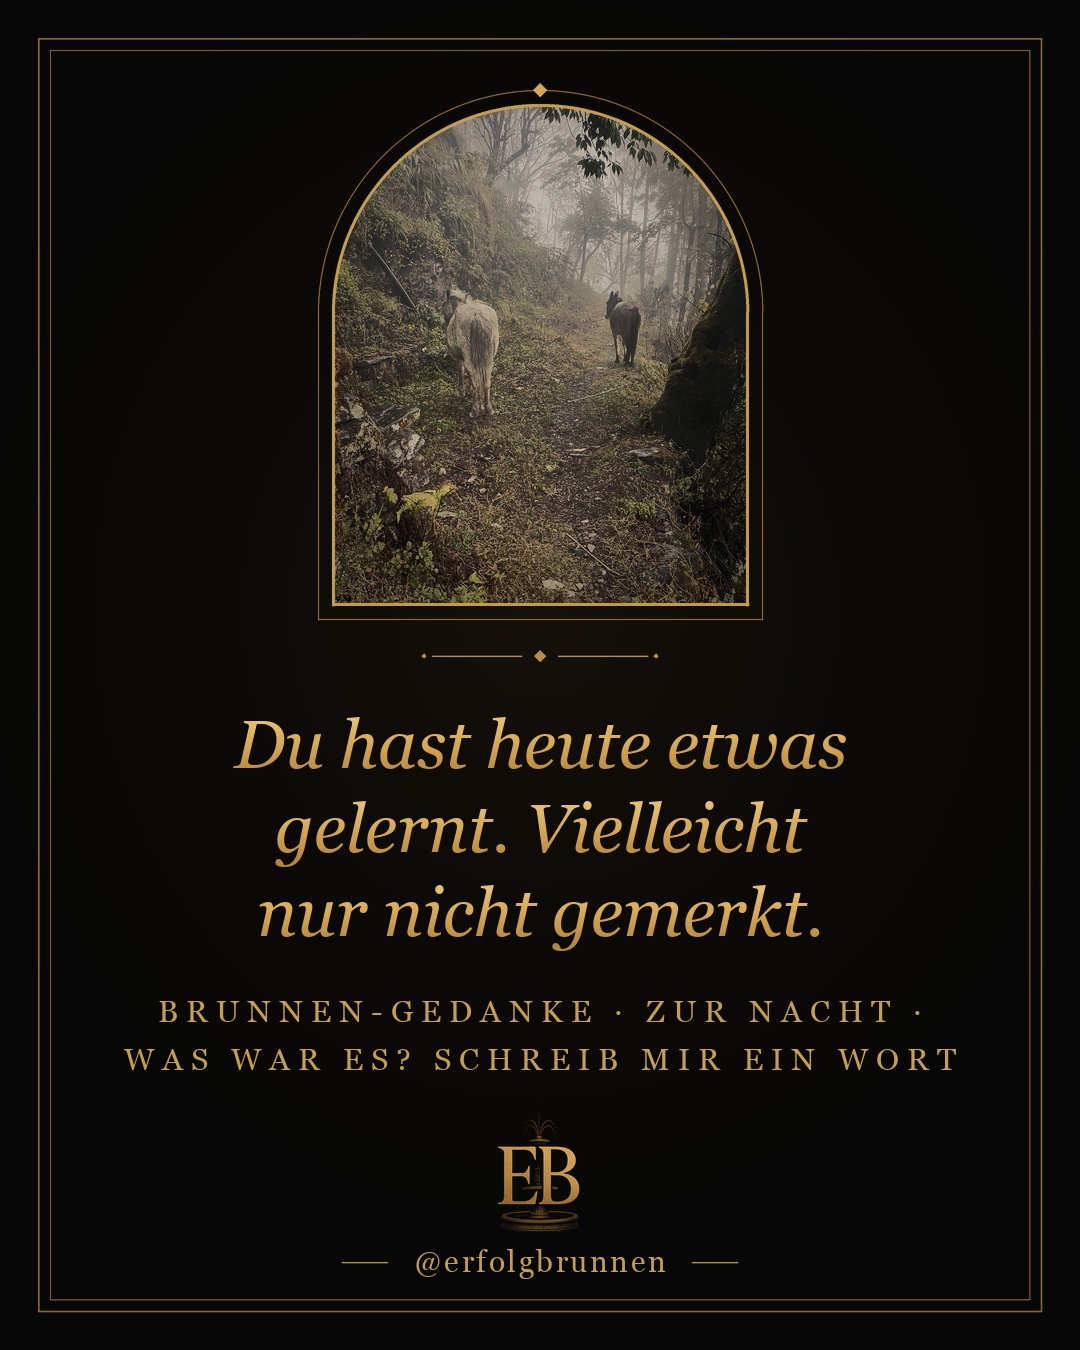 Du hast heute etwas
gelernt. Vielleicht
nur nicht gemerkt.
BRUNNEN-GEDANKE · ZUR NACHT ·
WAS WAR ES? SCHREIB MIR EIN WORT
EB
@erfolgbrunnen